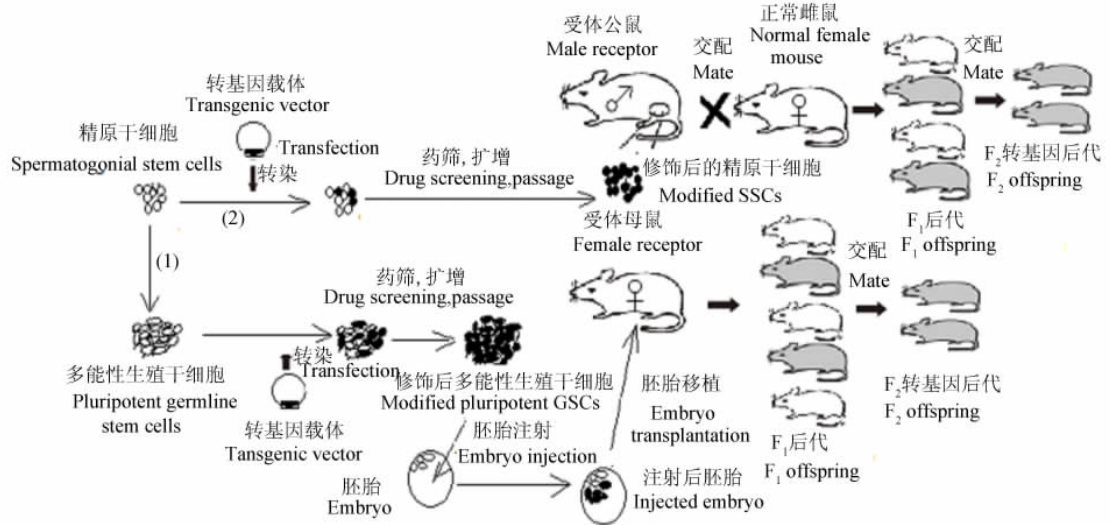 受体公鼠
Male receptor
交配
Mate
正常雌鼠
Normal female
mouse
交配
Mate
转基因载体
Transgenic vector
精原干细胞
Spermatogonial stem cells
Transfection
转染
药筛,扩增
Drug screening,passage
(2)
修饰后的精原干细胞
Modified SSCs
F1后代
F1 offspring
F2转基因后代
F2 offspring
(1)
受体母鼠
Female receptor
药筛,扩增
Drug screening,passage
交配
Mate
多能性生殖干细胞
Pluripotent germline
stem cells
转染
Transfection
转基因载体
Tansgenic vector
修饰后多能性生殖干细胞
Modified pluripotent GSCs
胚胎移植
Embryo
transplantation
F1后代
F1 offspring
F2转基因后代
F2 offspring
胚胎注射
Embryo injection
胚胎
Embryo
注射后胚胎
Injected embryo